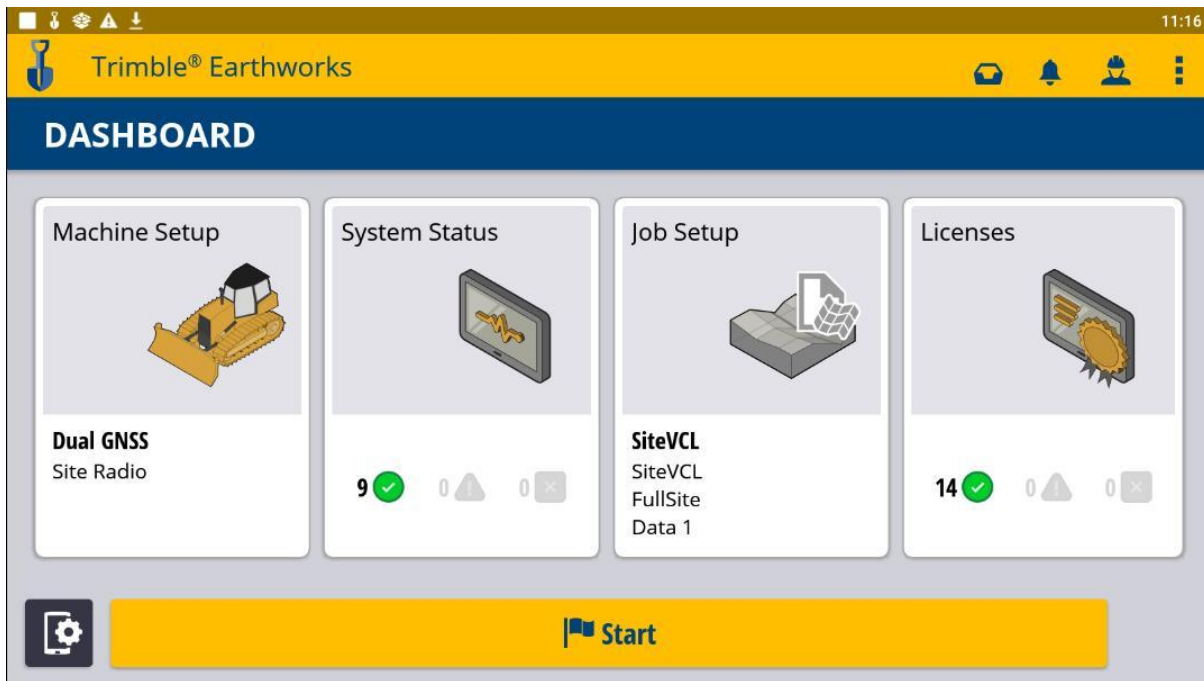 11:16
Trimble® Earthworks
DASHBOARD
Machine Setup
Dual GNSS
Site Radio
System Status
9
0
0
Job Setup
SiteVCL
SiteVCL
FullSite
Data 1
Licenses
14
0
0
Start